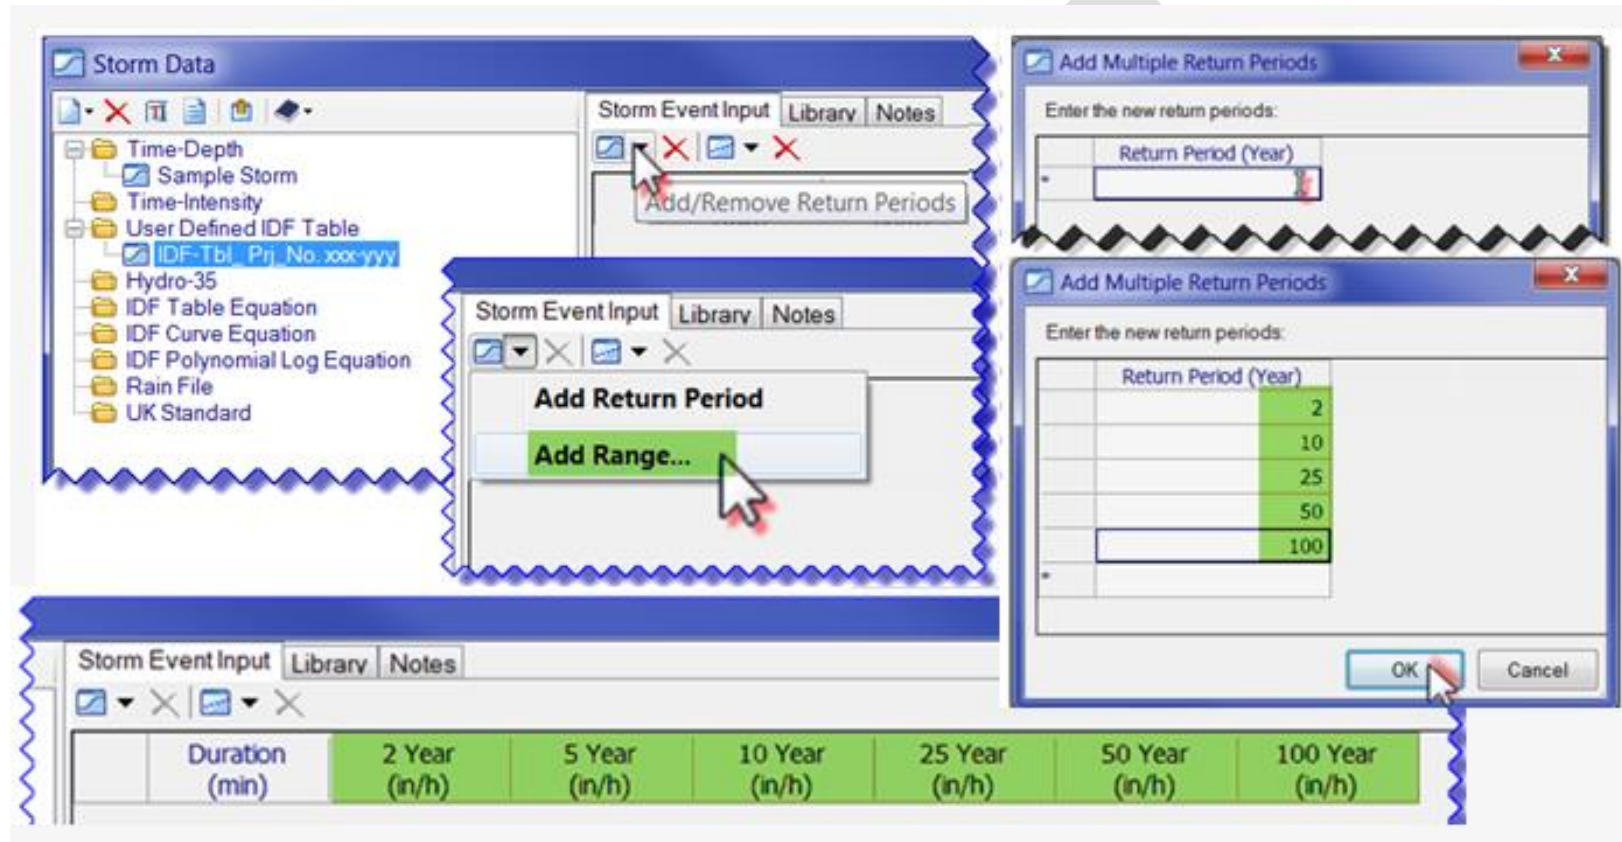 Storm Data
Storm Event Input Library Notes
Time-Depth
Sample Storm
Time-Intensity
User Defined IDF Table
IDF-Tbl_ Prj_No. xxx-yyy
Hydro-35
IDF Table Equation
IDF Curve Equation
IDF Polynomial Log Equation
Rain File
UK Standard
Add/Remove Return Periods
Storm Event Input Library Notes
Add Return Period
Add Range...
Add Multiple Return Periods
Enter the new return periods:
Return Period (Year)
Add Multiple Return Periods
Enter the new return periods:
Return Period (Year)
2
10
25
50
100
OK Cancel
Storm Event Input Library Notes
Duration 2 Year 5 Year 10 Year 25 Year 50 Year 100 Year
(min) (in/h) (in/h) (in/h) (in/h) (in/h) (in/h)